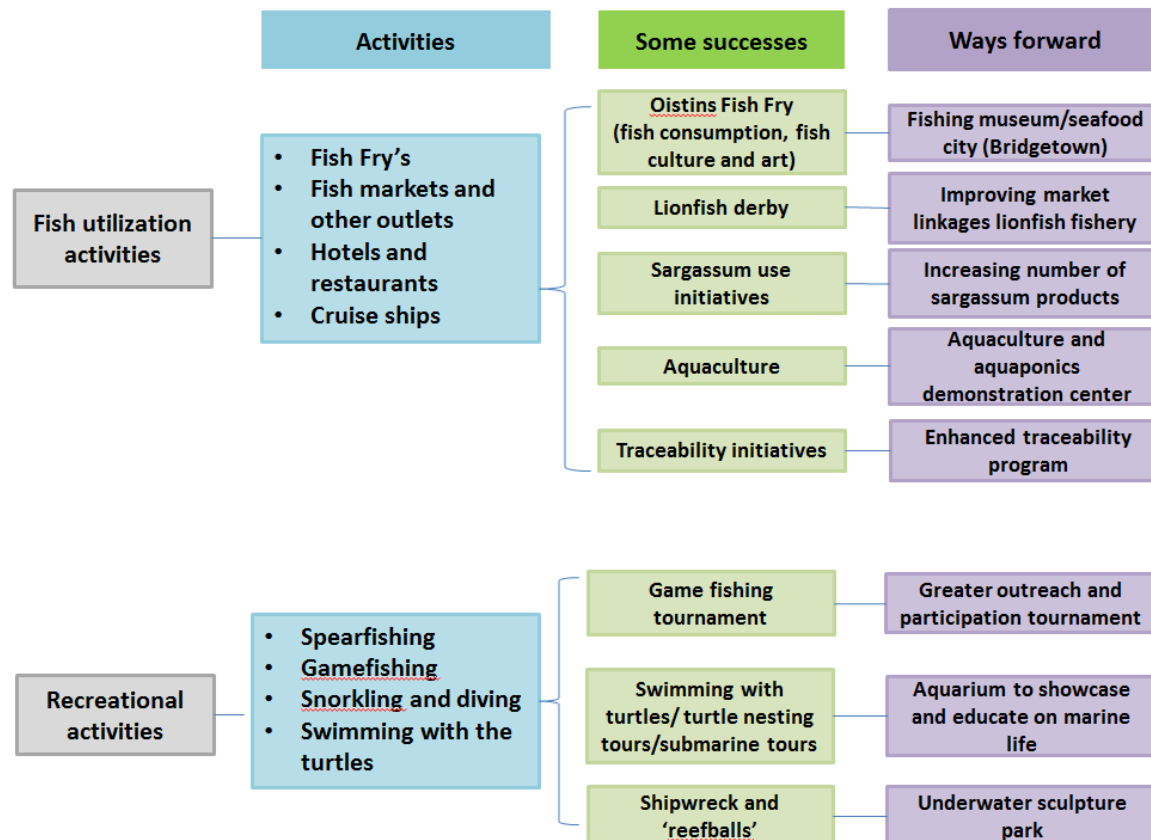 Activities
Some successes
Ways forward
Fish utilization
activities
• Fish Fry's
• Fish markets and
other outlets
• Hotels and
restaurants
• Cruise ships
Oistins Fish Fry
(fish consumption, fish
culture and art)
Fishing museum/seafood
city (Bridgetown)
Lionfish derby
Improving market
linkages lionfish fishery
Sargassum use
initiatives
Increasing number of
sargassum products
Aquaculture
Aquaculture and
aquaponics
demonstration center
Traceability initiatives
Enhanced traceability
program
Recreational
activities
• Spearfishing
• Gamefishing
• Snorkling and diving
• Swimming with the
turtles
Game fishing
tournament
Greater outreach and
participation tournament
Swimming with
turtles/ turtle nesting
tours/submarine tours
Aquarium to showcase
and educate on marine
life
Shipwreck and
‘reefballs’
Underwater sculpture
park